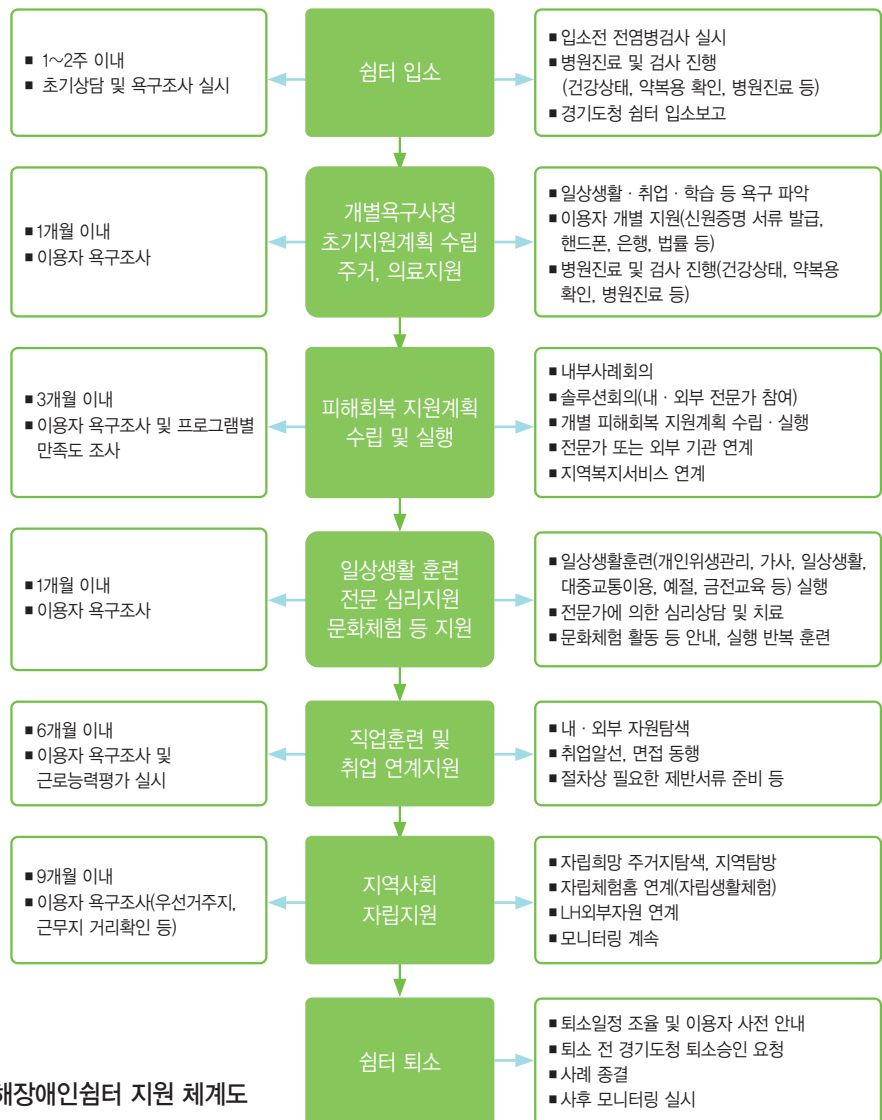 ■ 1~2주 이내
■ 초기상담 및 욕구조사 실시
쉼터 입소
■ 입소전 전염병검사 실시
■ 병원진료 및 검사 진행
(건강상태, 약복용 확인, 병원진료 등)
■ 경기도청 쉼터 입소보고
■ 1개월 이내
■ 이용자 욕구조사
개별욕구사정
초기지원계획 수립
주거, 의료지원
■ 일상생활 · 취업 · 학습 등 욕구 파악
■ 이용자 개별 지원(신원증명 서류 발급,
핸드폰, 은행, 법률 등)
■ 병원진료 및 검사 진행(건강상태, 약복용
확인, 병원진료 등)
■ 3개월 이내
■ 이용자 욕구조사 및 프로그램별
만족도 조사
피해회복 지원계획
수립 및 실행
■ 내부사례회의
■ 솔루션회의(내 · 외부 전문가 참여)
■ 개별 피해회복 지원계획 수립 · 실행
■ 전문가 또는 외부 기관 연계
■ 지역복지서비스 연계
■ 1개월 이내
■ 이용자 욕구조사
일상생활 훈련
전문 심리지원
문화체험 등 지원
■ 일상생활훈련(개인위생관리, 가사, 일상생활,
대중교통이용, 예절, 금전교육 등) 실행
■ 전문가에 의한 심리상담 및 치료
■ 문화체험 활동 등 안내, 실행 반복 훈련
■ 6개월 이내
■ 이용자 욕구조사 및
근로능력평가 실시
직업훈련 및
취업 연계지원
■ 내 · 외부 자원탐색
■ 취업알선, 면접 동행
■ 절차상 필요한 제반서류 준비 등
■ 9개월 이내
■ 이용자 욕구조사(우선거주지,
근무지 거리확인 등)
지역사회
자립지원
■ 자립희망 주거지탐색, 지역탐방
■ 자립체험홈 연계(자립생활체험)
■ LH외부자원 연계
■ 모니터링 계속
쉼터 퇴소
■ 퇴소일정 조율 및 이용자 사전 안내
■ 퇴소 전 경기도청 퇴소승인 요청
■ 사례 종결
■ 사후 모니터링 실시
해장애인쉼터 지원 체계도